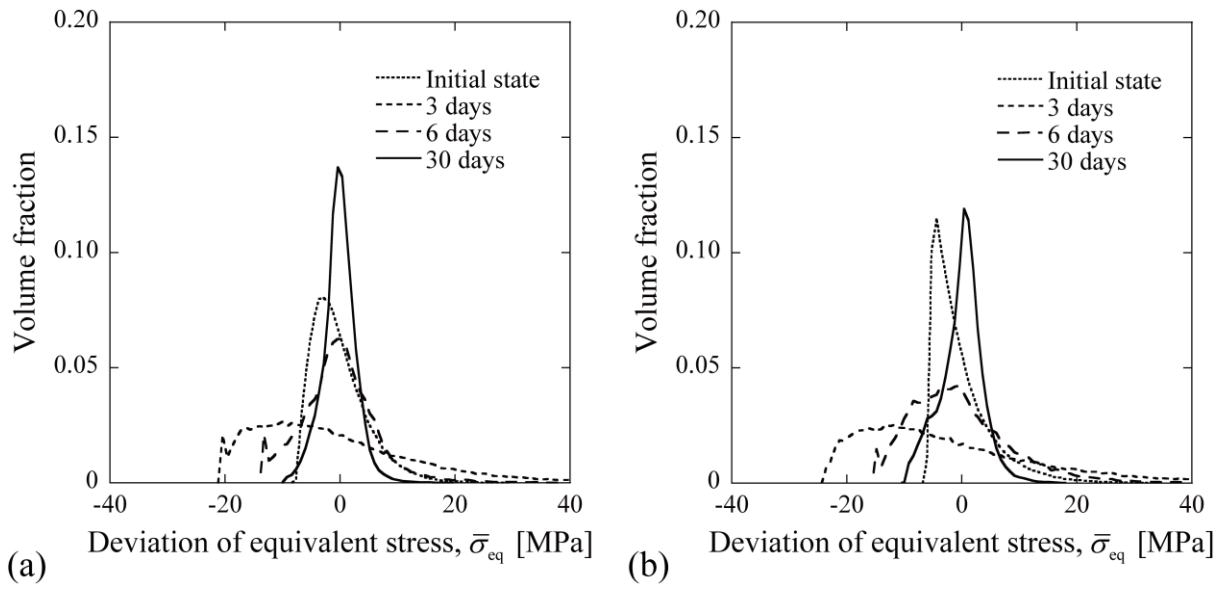 0.20
0.15
0.10
0.05
0
-40
-20
0
20
40
Volume fraction
Initial state
3 days
6 days
30 days
Deviation of equivalent stress, σ̅eq [MPa]
(a)
0.20
0.15
0.10
0.05
0
-40
-20
0
20
40
Volume fraction
Initial state
3 days
6 days
30 days
Deviation of equivalent stress, σ̅eq [MPa]
(b)